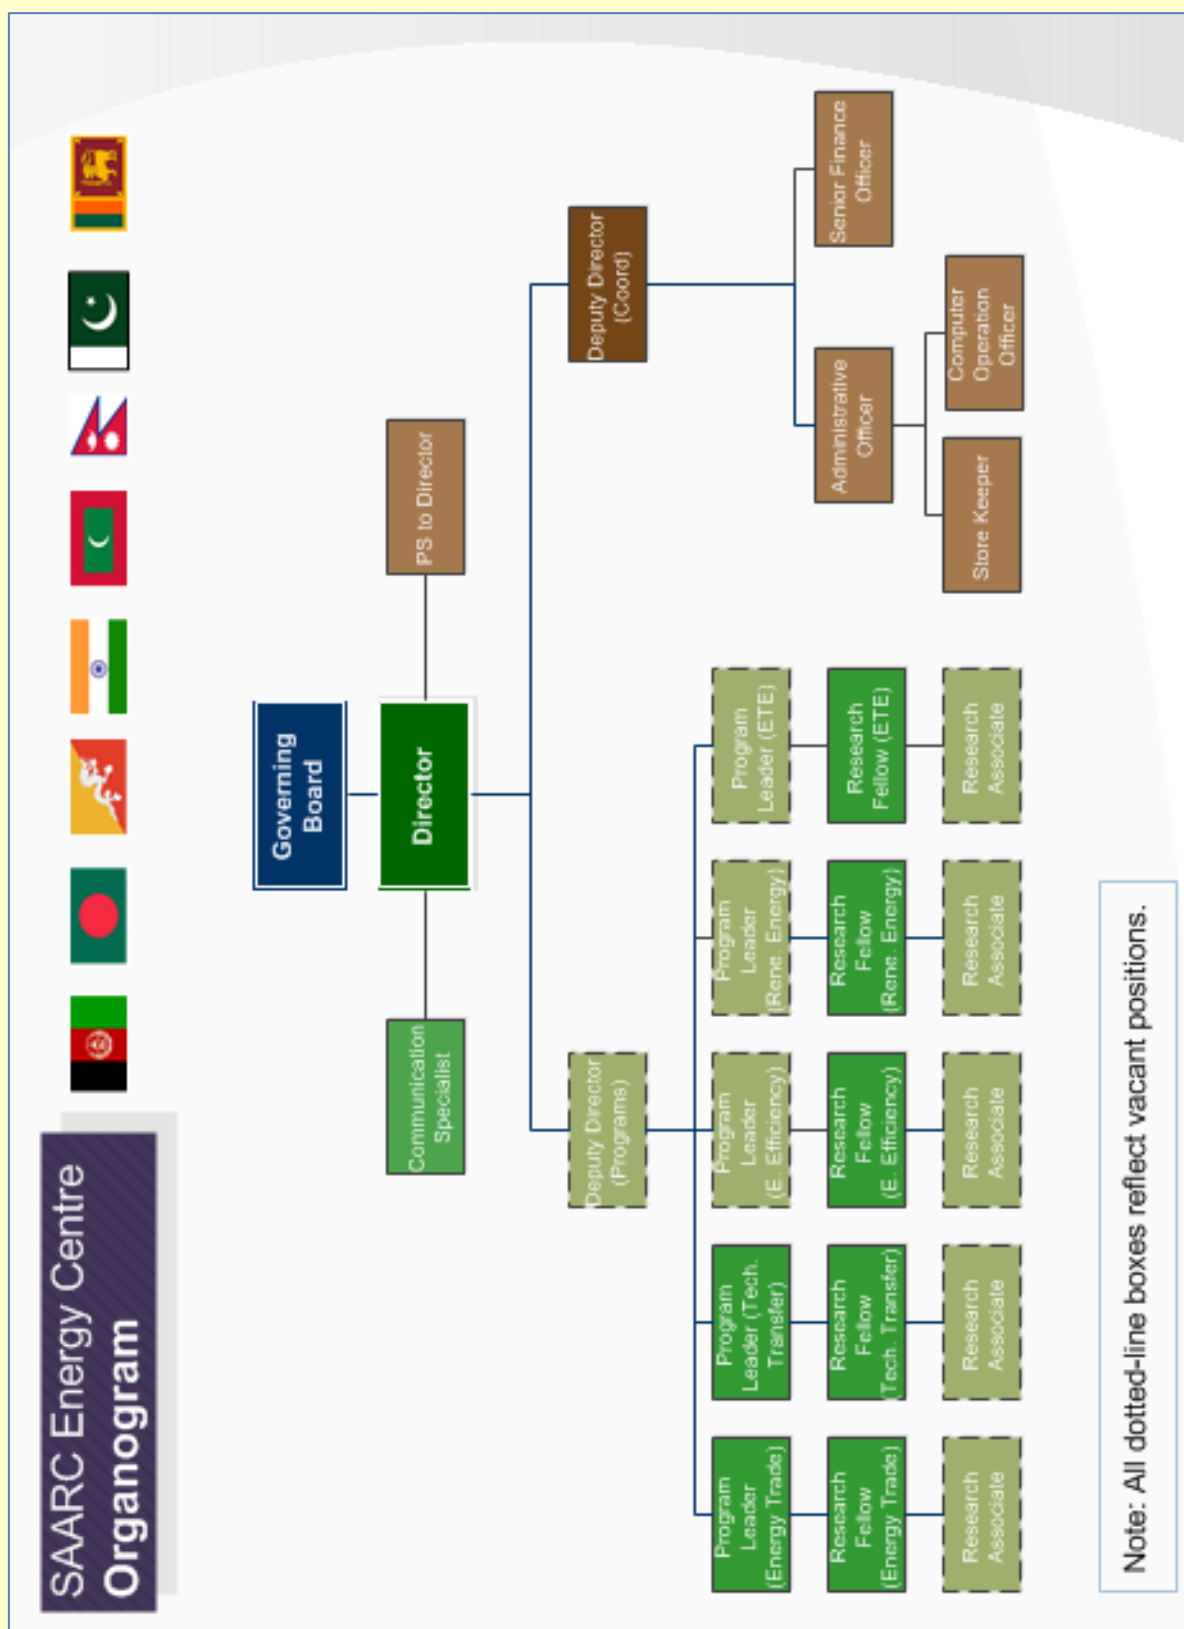 SAARC Energy Centre
Organogram
Governing
Board
Communication
Specialist
Director
PS to Director
Deputy Director
(Programs)
Deputy Director
(Coord)
Program
Leader
(Energy Trade)
Program
Leader (Tech.
Transfer)
Program
Leader
(E. Efficiency)
Program
Leader
(Rene. Energy)
Program
Leader (ETE)
Administrative
Officer
Senior Finance
Officer
Research
Fellow
(Energy Trade)
Research
Fellow
(Tech. Transfer)
Research
Fellow
(E. Efficiency)
Research
Fellow
(Rene. Energy)
Research
Fellow (ETE)
Research
Associate
Research
Associate
Research
Associate
Research
Associate
Research
Associate
Store Keeper
Computer
Operation
Officer
Note: All dotted-line boxes reflect vacant positions.